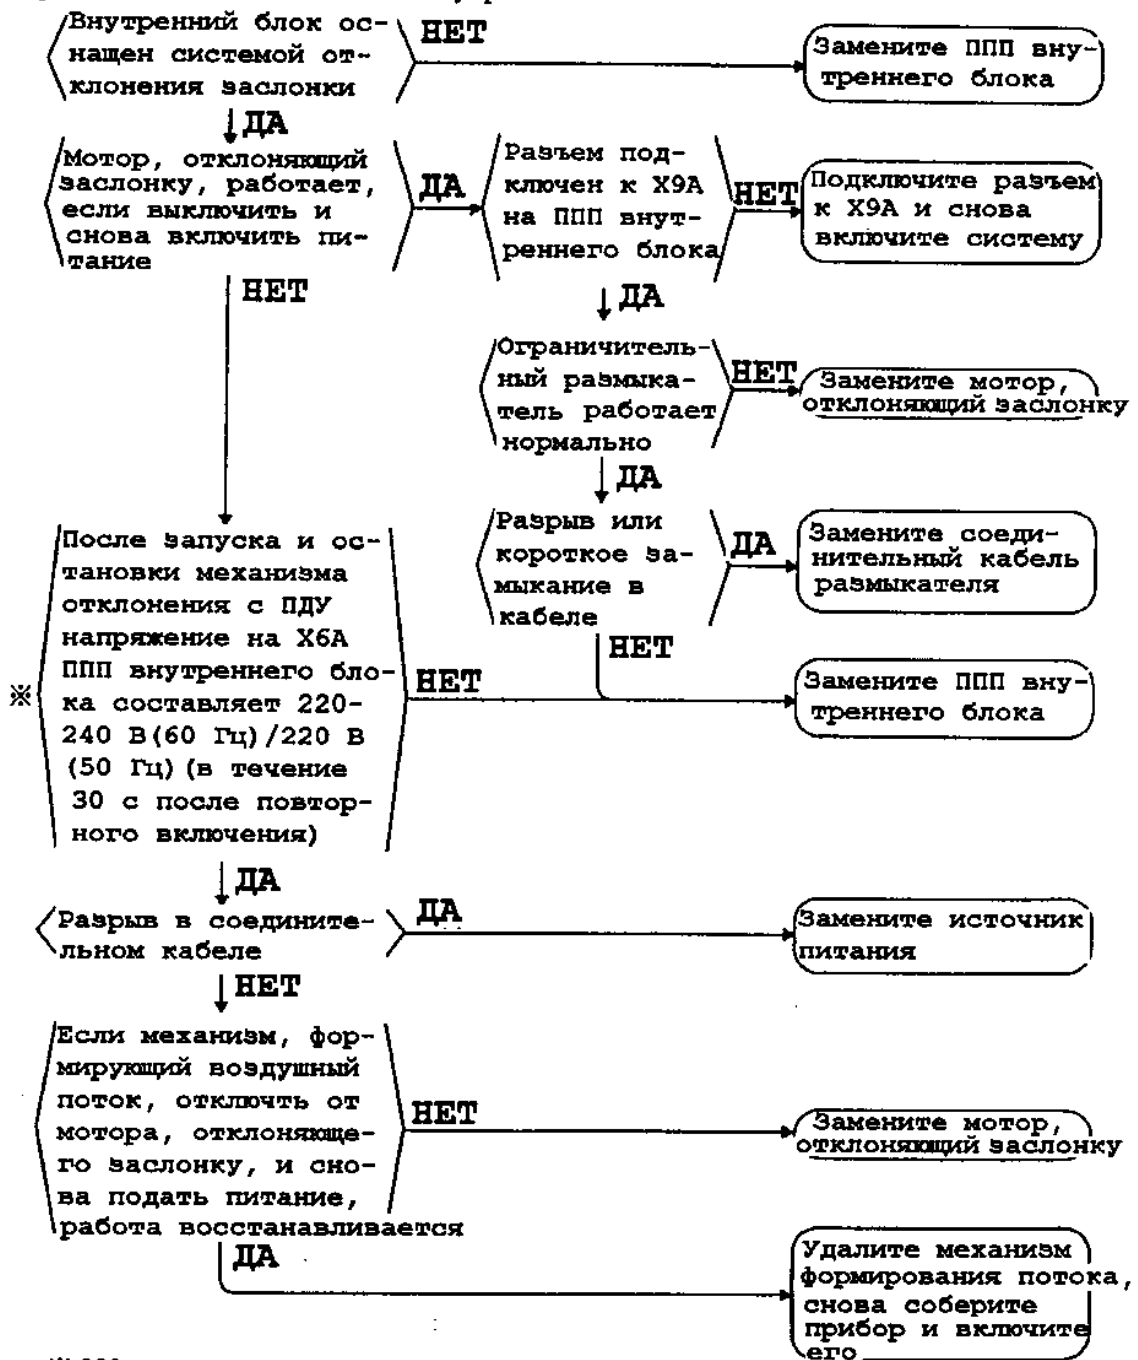 Внутренний блок ос-
нащен системой от-
клонения заслонки
НЕТ
Замените ППП вну-
треннего блока
ДА
Мотор, отклоняющий
заслонку, работает,
если выключить и
снова включить пи-
тание
ДА
Разъем под-
ключен к X9A
на ППП внут-
реннего блока
НЕТ
Подключите разъем
к X9A и снова
включите систему
НЕТ
ДА
Ограничитель-
ный размыка-
тель работает
нормально
НЕТ
Замените мотор,
отклоняющий заслонку
ДА
Разрыв или
короткое за-
мыкание в
кабеле
ДА
Замените соеди-
нительный кабель
размыкателя
НЕТ
※
После запуска и ос-
тановки механизма
отклонения с ПДУ
напряжение на X6A
ППП внутреннего бло-
ка составляет 220-
240 В(60 Гц)/220 В
(50 Гц)(в течение
30 с после повтор-
ного включения)
НЕТ
Замените ППП вну-
треннего блока
ДА
Разрыв в соедините-
льном кабеле
ДА
Замените источник
питания
НЕТ
Если механизм, фор-
мирующий воздушный
поток, отключть от
мотора, отклоняюще-
го заслонку, и сно-
ва подать питание,
работа восстанавливается
НЕТ
Замените мотор,
отклоняющий заслонку
ДА
Удалите механизм
формирования потока,
снова соберите
прибор и включите
его